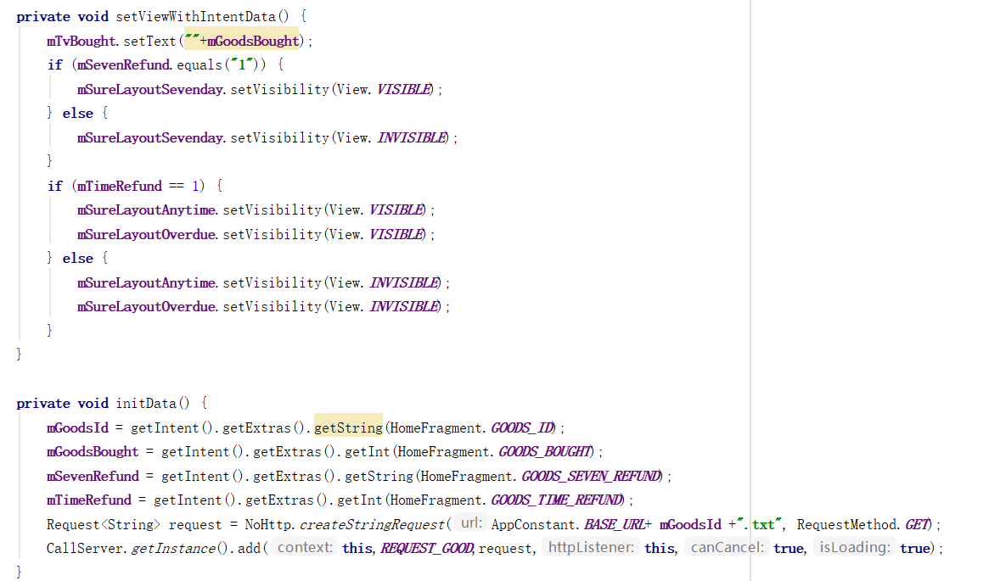 private void setViewWithIntentData() {
    mTvBought.setText(""+mGoodsBought);
    if (mSevenRefund.equals("1")) {
        mSureLayoutSevenday.setVisibility(View.VISIBLE);
    } else {
        mSureLayoutSevenday.setVisibility(View.INVISIBLE);
    }
    if (mTimeRefund == 1) {
        mSureLayoutAnytime.setVisibility(View.VISIBLE);
        mSureLayoutOverdue.setVisibility(View.VISIBLE);
    } else {
        mSureLayoutAnytime.setVisibility(View.INVISIBLE);
        mSureLayoutOverdue.setVisibility(View.INVISIBLE);
    }
}

private void initData() {
    mGoodsId = getIntent().getExtras().getString(HomeFragment.GOODS_ID);
    mGoodsBought = getIntent().getExtras().getInt(HomeFragment.GOODS_BOUGHT);
    mSevenRefund = getIntent().getExtras().getString(HomeFragment.GOODS_SEVEN_REFUND);
    mTimeRefund = getIntent().getExtras().getInt(HomeFragment.GOODS_TIME_REFUND);
    Request<String> request = NoHttp.createStringRequest( url: AppConstant.BASE_URL+ mGoodsId +".txt", RequestMethod.GET);
    CallServer.getInstance().add( context: this,REQUEST_GOOD,request, httpListener: this, canCancel: true, isLoading: true);
}